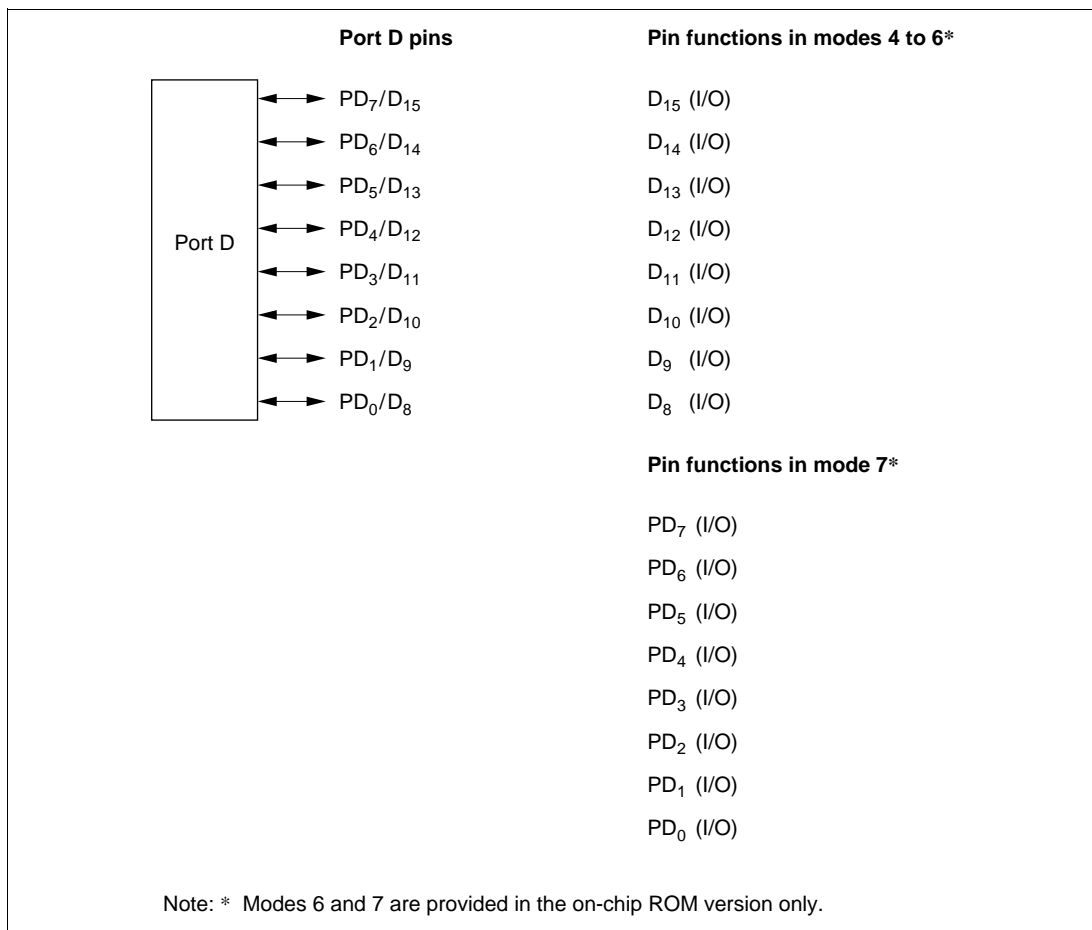 Port D pins Pin functions in modes 4 to 6*
PD7/D15 D15 (I/O)
PD6/D14 D14 (I/O)
PD5/D13 D13 (I/O)
PD4/D12 D12 (I/O)
Port D
PD3/D11 D11 (I/O)
PD2/D10 D10 (I/O)
PD1/D9 D9 (I/O)
PD0/D8 D8 (I/O)
Pin functions in mode 7*
PD7 (I/O)
PD6 (I/O)
PD5 (I/O)
PD4 (I/O)
PD3 (I/O)
PD2 (I/O)
PD1 (I/O)
PD0 (I/O)
Note: * Modes 6 and 7 are provided in the on-chip ROM version only.